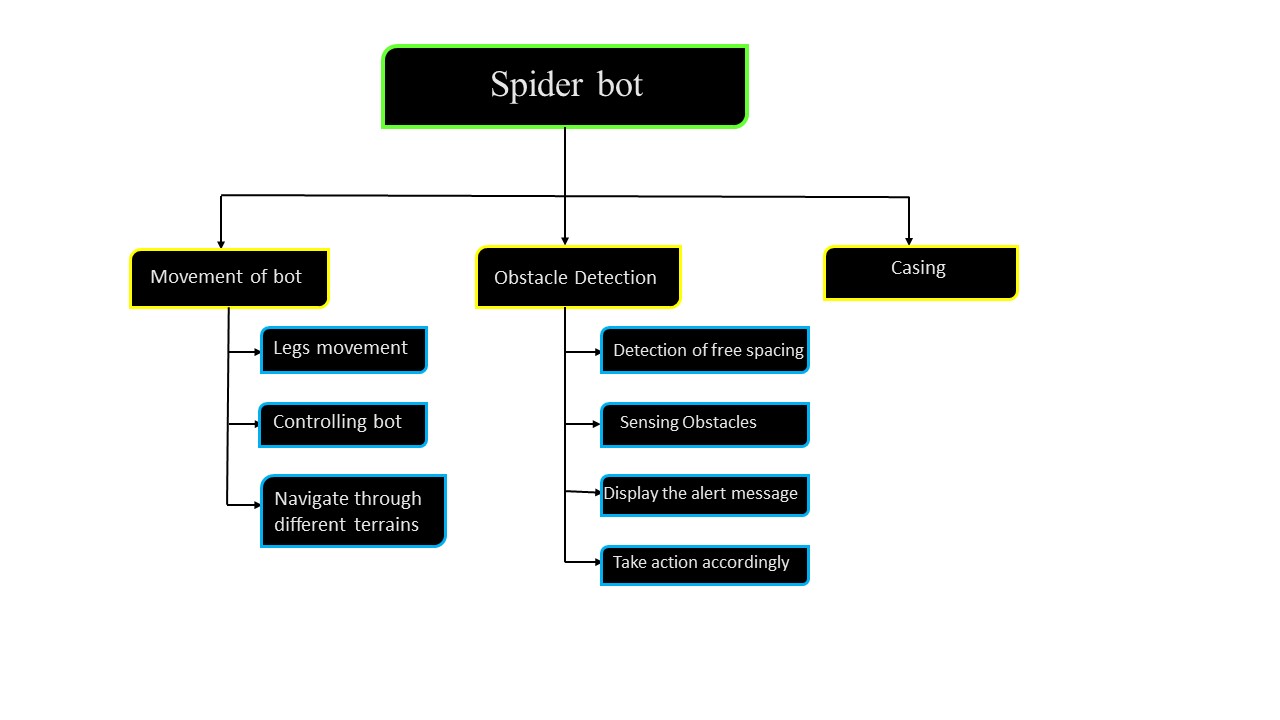 Spider bot
Movement of bot
Obstacle Detection
Casing
Legs movement
Controlling bot
Navigate through
different terrains
Detection of free spacing
Sensing Obstacles
Display the alert message
Take action accordingly